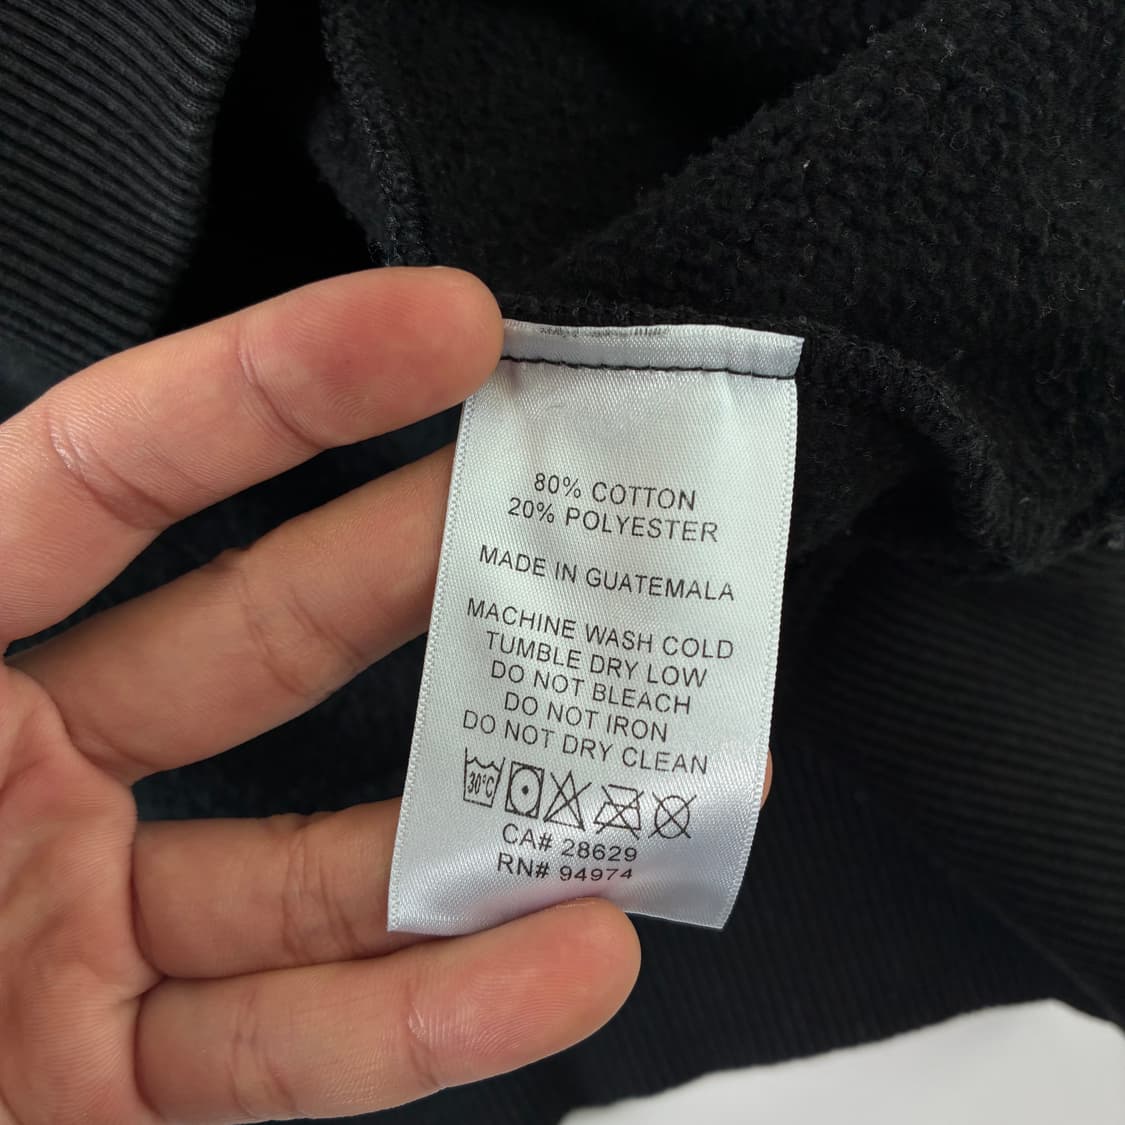 80% COTTON
20% POLYESTER
MADE IN GUATEMALA
MACHINE WASH COLD
TUMBLE DRY LOW
DO NOT BLEACH
DO NOT IRON
DO NOT DRY CLEAN
30°C
CA# 28629
RN# 94974